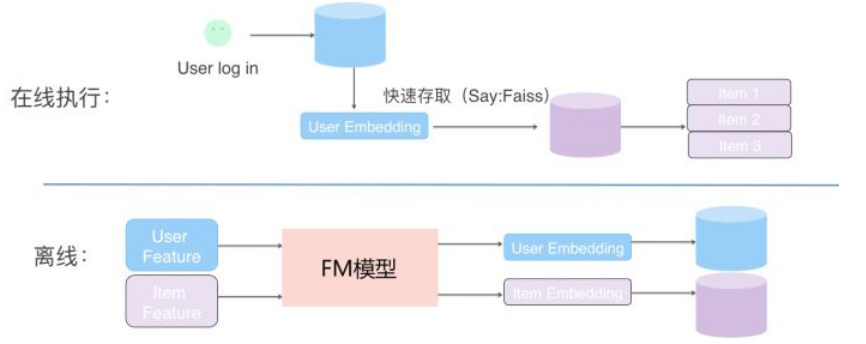 User log in
在线执行：
快速存取（Say:Faiss）
User Embedding
Item 1
Item 2
Item 3
离线：
User
Feature
Item
Feature
FM模型
User Embedding
Item Embedding